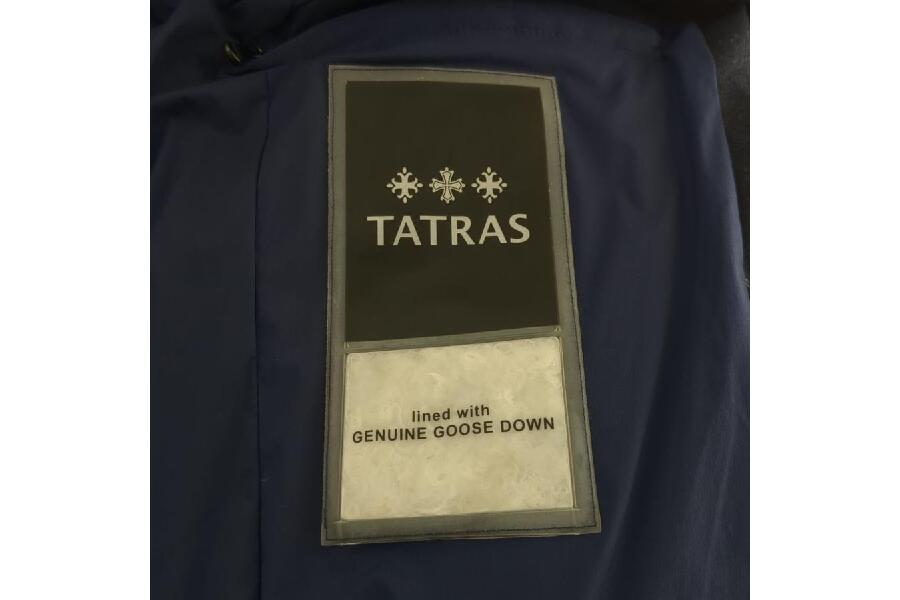 TATRAS
lined with
GENUINE GOOSE DOWN